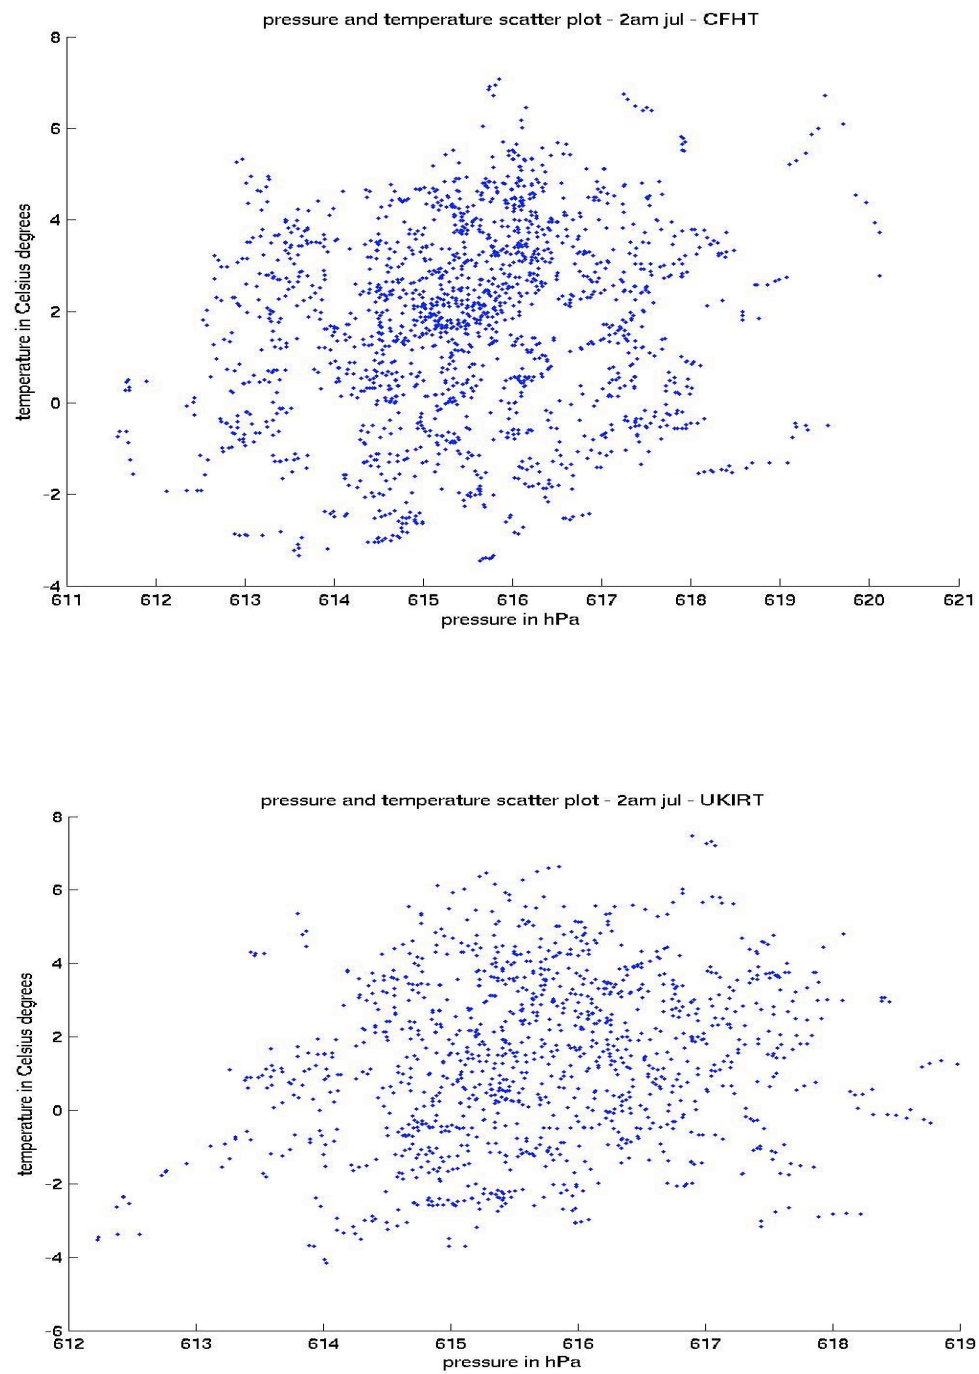 pressure and temperature scatter plot - 2am jul - CFHT
8
6
4
2
0
-2
-4
temperature in Celsius degrees
611 612 613 614 615 616 617 618 619 620 621
pressure in hPa
pressure and temperature scatter plot - 2am jul - UKIRT
8
6
4
2
0
-2
-4
-6
temperature in Celsius degrees
612 613 614 615 616 617 618 619
pressure in hPa